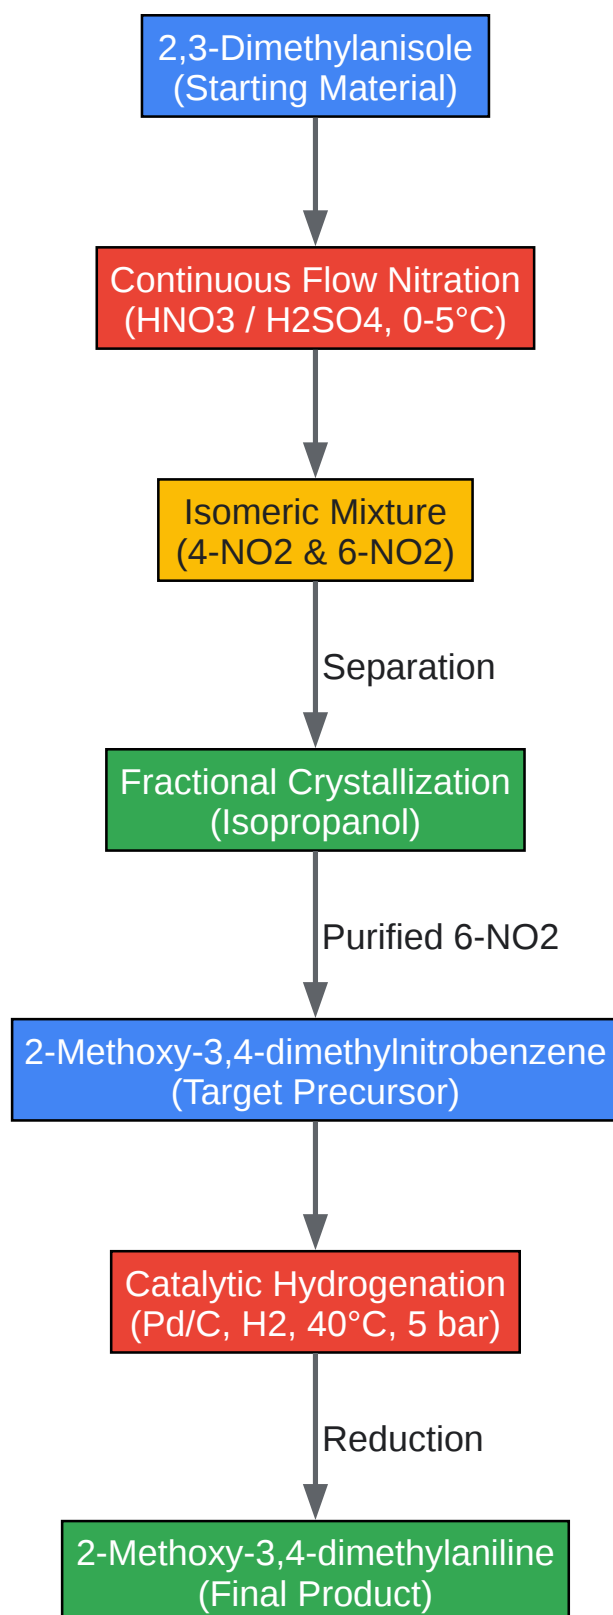 2,3-Dimethylanisole
(Starting Material)
Continuous Flow Nitration
(HNO3 / H2SO4, 0-5°C)
Isomeric Mixture
(4-NO2 & 6-NO2)
Separation
Fractional Crystallization
(Isopropanol)
Purified 6-NO2
2-Methoxy-3,4-dimethylnitrobenzene
(Target Precursor)
Catalytic Hydrogenation
(Pd/C, H2, 40°C, 5 bar)
Reduction
2-Methoxy-3,4-dimethylaniline
(Final Product)